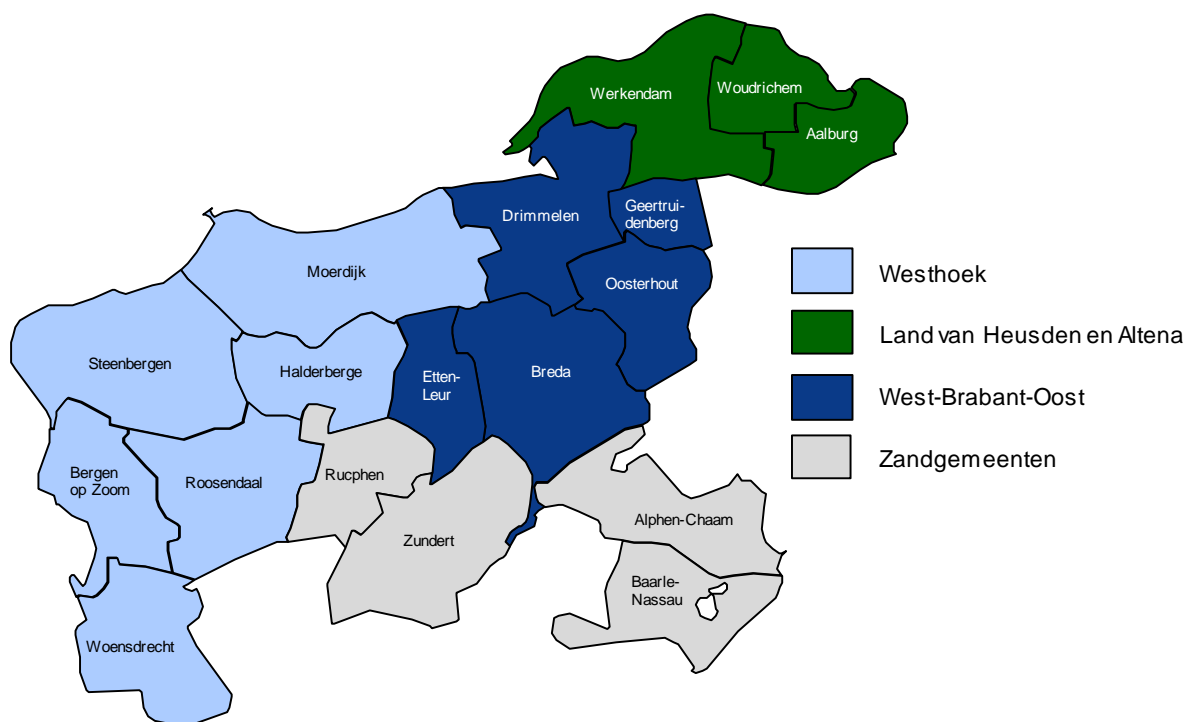 Werkendam
Woudrichem
Aalburg
Drimmelen
Geertrui-
denberg
Moerdijk
Oosterhout
Steenbergen
Halderberge
Etten-
Leur
Breda
Bergen
op Zoom
Roosendaal
Rucphen
Zundert
Alphen-Chaam
Baarle-
Nassau
Woensdrecht
Westhoek
Land van Heusden en Altena
West-Brabant-Oost
Zandgemeenten